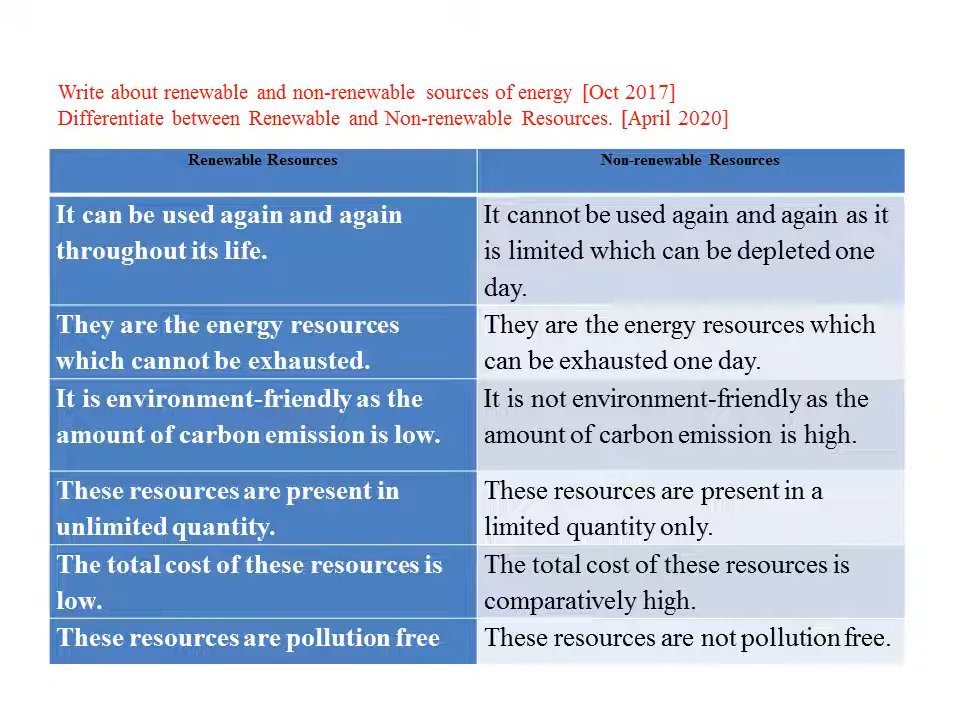 Write about renewable and non-renewable sources of energy [Oct 2017]
Differentiate between Renewable and Non-renewable Resources. [April 2020]
Renewable Resources
Non-renewable Resources
It can be used again and again
throughout its life.
It cannot be used again and again as it
is limited which can be depleted one
day.
They are the energy resources
which cannot be exhausted.
They are the energy resources which
can be exhausted one day.
It is environment-friendly as the
amount of carbon emission is low.
It is not environment-friendly as the
amount of carbon emission is high.
These resources are present in
unlimited quantity.
These resources are present in a
limited quantity only.
The total cost of these resources is
low.
The total cost of these resources is
comparatively high.
These resources are pollution free
These resources are not pollution free.